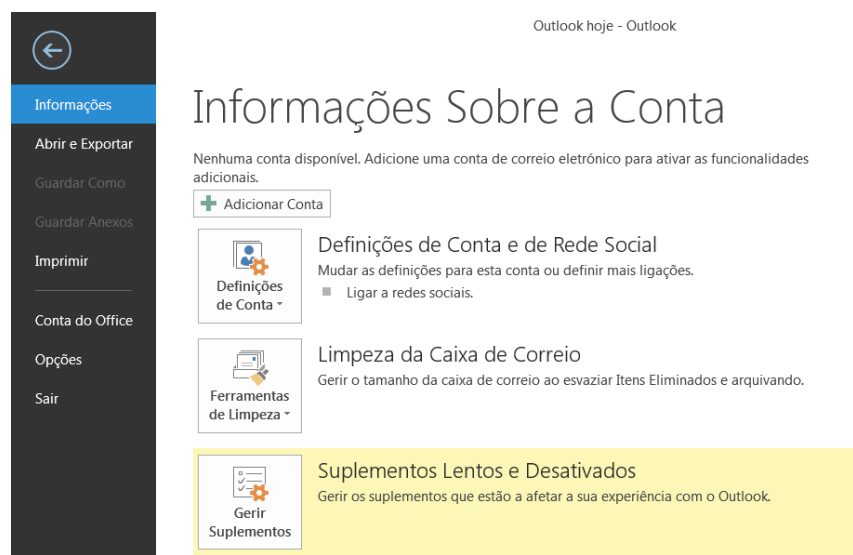 Outlook hoje - Outlook
Informações
Abrir e Exportar
Guardar Como
Guardar Anexos
Imprimir
Conta do Office
Opções
Sair
Informações Sobre a Conta
Nenhuma conta disponível. Adicione uma conta de correio eletrónico para ativar as funcionalidades
adicionais.
Adicionar Conta
Definições
de Conta
Definições de Conta e de Rede Social
Mudar as definições para esta conta ou definir mais ligações.
Ligar a redes sociais.
Ferramentas
de Limpeza
Limpeza da Caixa de Correio
Gerir o tamanho da caixa de correio ao esvaziar Itens Eliminados e arquivando.
Gerir
Suplementos
Suplementos Lentos e Desativados
Gerir os suplementos que estão a afetar a sua experiência com o Outlook.